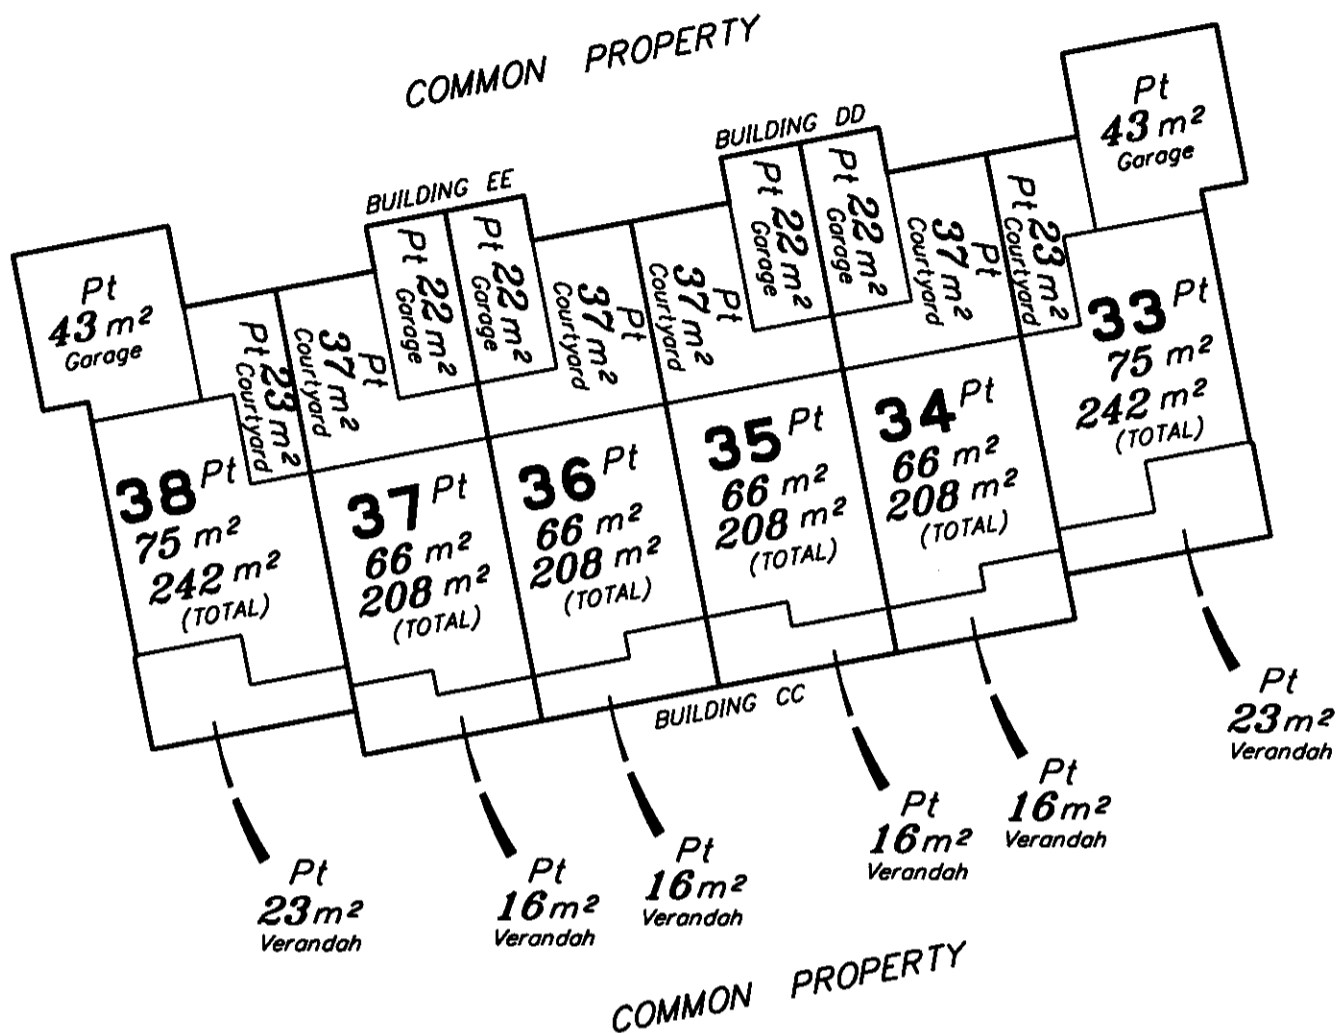 COMMON PROPERTY
Pt
43 m²
Garage
BUILDING DD
BUILDING EE
Pt
43 m²
Garage
Pt 23 m²
Courtyard
Pt
37 m²
Courtyard
Pt 22 m²
Garage
Pt 22 m²
Garage
Pt
37 m²
Courtyard
Pt
37 m²
Courtyard
Pt 22 m²
Garage
Pt 22 m²
Garage
Pt
37 m²
Courtyard
Pt 23 m²
Courtyard
38 Pt
75 m²
242 m²
(TOTAL)
37 Pt
66 m²
208 m²
(TOTAL)
36 Pt
66 m²
208 m²
(TOTAL)
35 Pt
66 m²
208 m²
(TOTAL)
34 Pt
66 m²
208 m²
(TOTAL)
33 Pt
75 m²
242 m²
(TOTAL)
BUILDING CC
Pt
23 m²
Verandah
Pt
16 m²
Verandah
Pt
16 m²
Verandah
Pt
16 m²
Verandah
Pt
16 m²
Verandah
Pt
23 m²
Verandah
COMMON PROPERTY